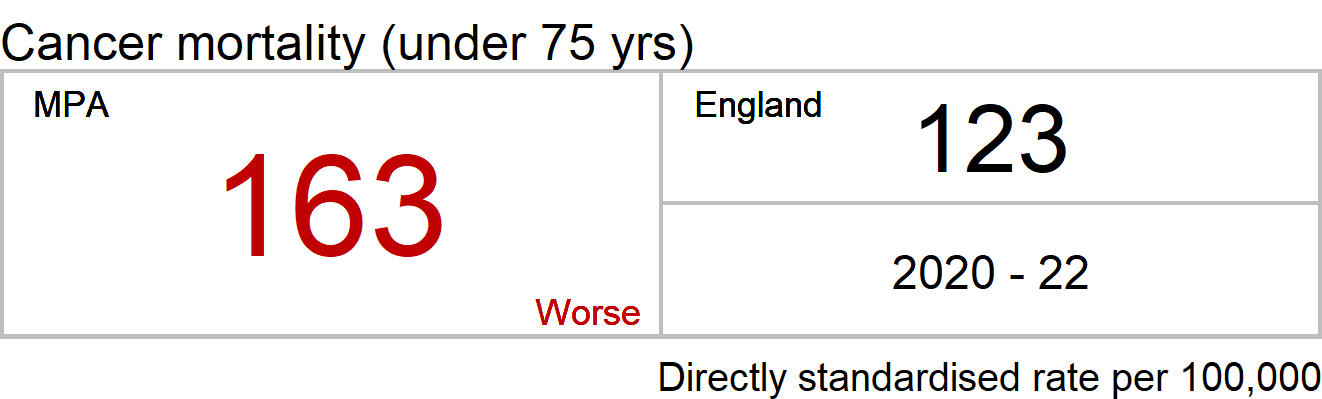 Cancer mortality (under 75 yrs)
MPA
163
Worse
England
123
2020 - 22
Directly standardised rate per 100,000